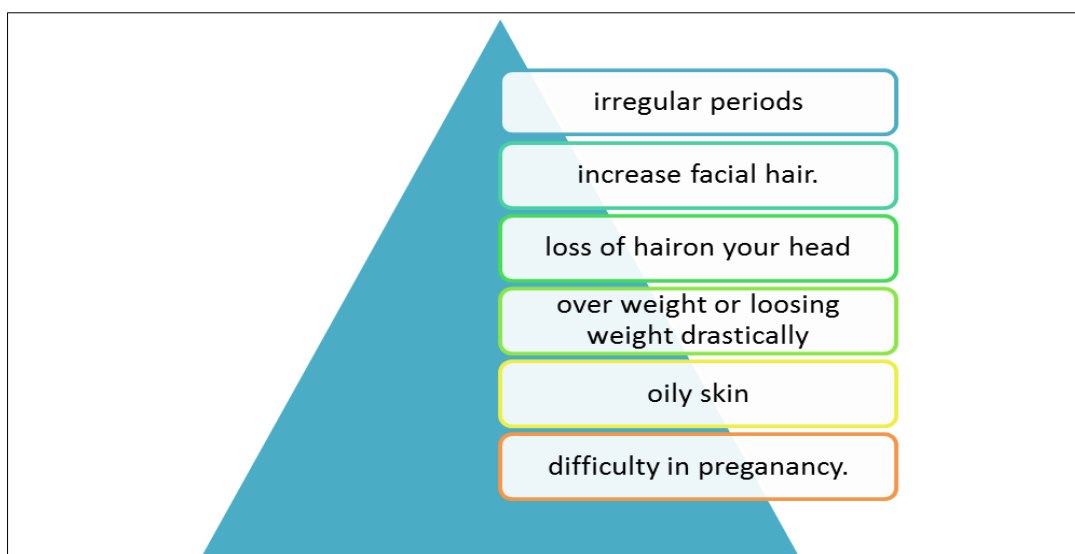 irregular periods
increase facial hair.
loss of hairon your head
over weight or loosing
weight drastically
oily skin
difficulty in preganancy.